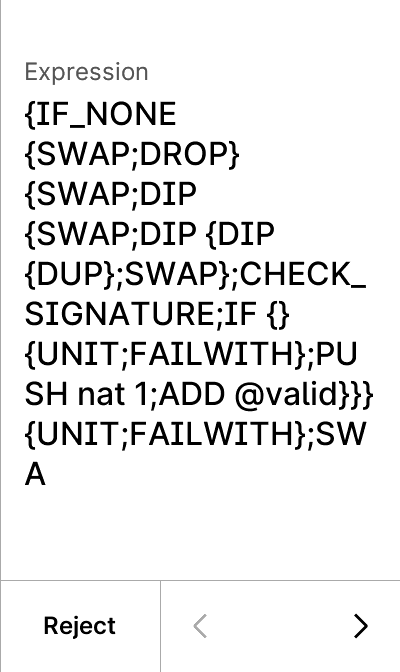 Expression
{IF_NONE
{SWAP;DROP}
{SWAP;DIP
{SWAP;DIP {DIP
{DUP};SWAP};CHECK_
SIGNATURE;IF {}
{UNIT;FAILWITH};PU
SH nat 1;ADD @valid}}}
{UNIT;FAILWITH};SW
A
Reject